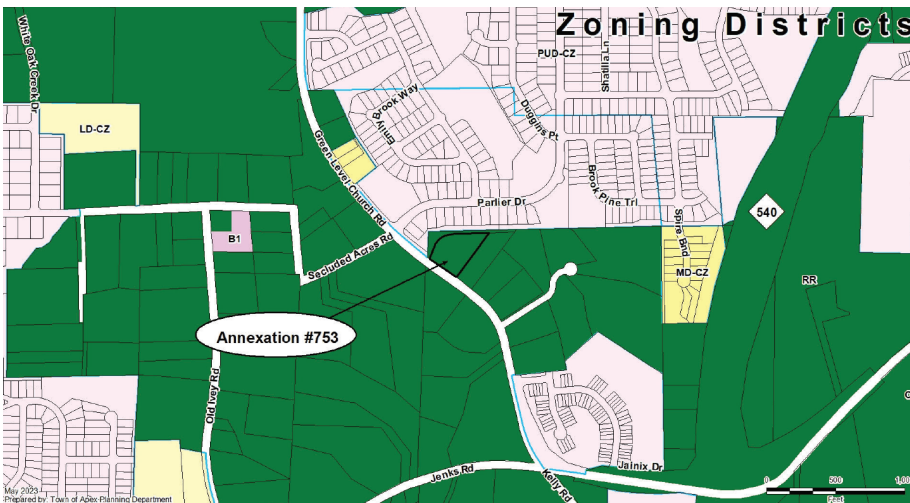 Zoning Districts
White Oak Creek Dr
PUD-CZ
Shatilla Ln
Emily Brook Way
Duggins Pt
LD-CZ
Green Level Church Rd
Brook Pine Trl
Parlier Dr
Spire Bnd
540
B1
Secluded Acres Rd
MD-CZ
RR
Annexation #753
Old Ivey Rd
Jenks Rd
Kelly Rd
Jainix Dr
May 2023
Prepared by: Town of Apex Planning Department
0 500 1,00
Feet